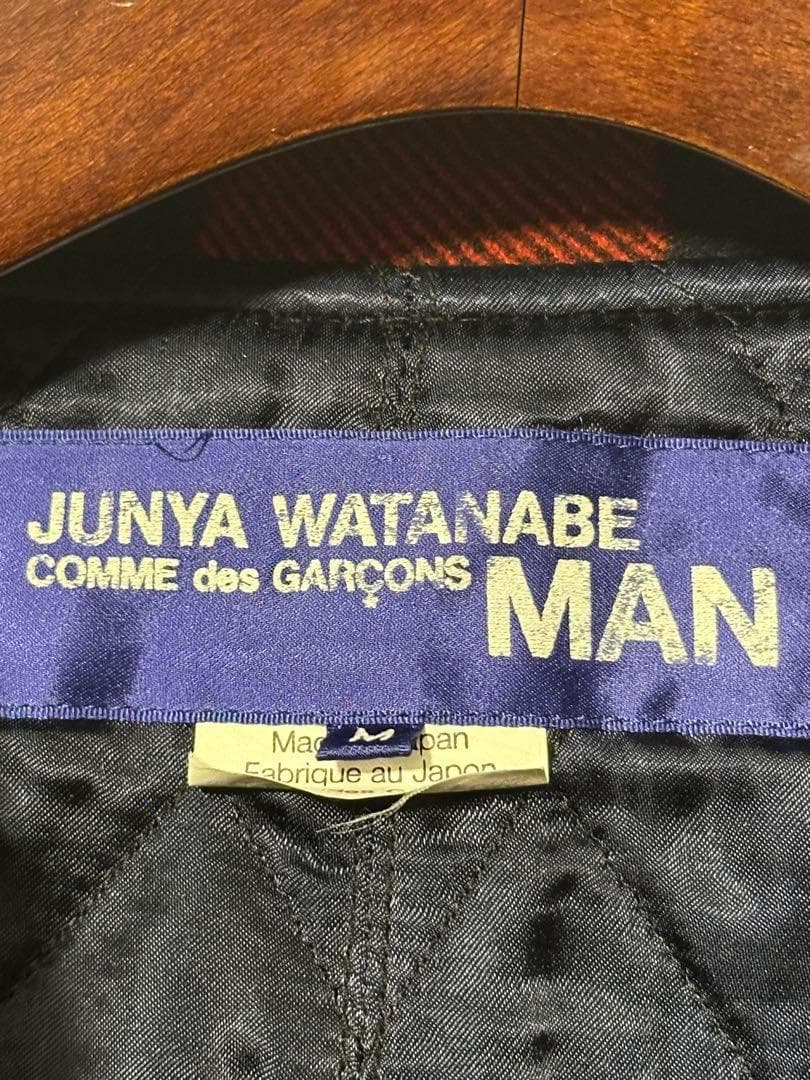 JUNYA WATANABE
COMME des GARÇONS
MAN
M
Fabrique au Japon